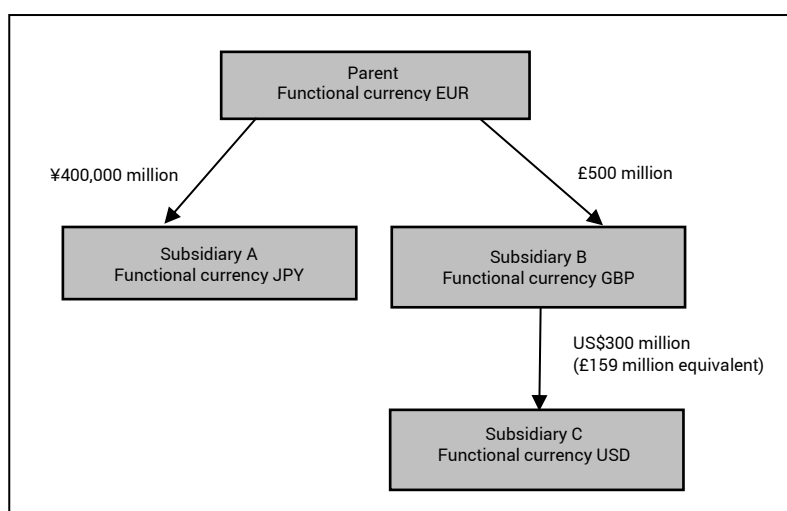 Parent
Functional currency EUR
¥400,000 million
£500 million
Subsidiary A
Functional currency JPY
Subsidiary B
Functional currency GBP
US$300 million
(£159 million equivalent)
Subsidiary C
Functional currency USD